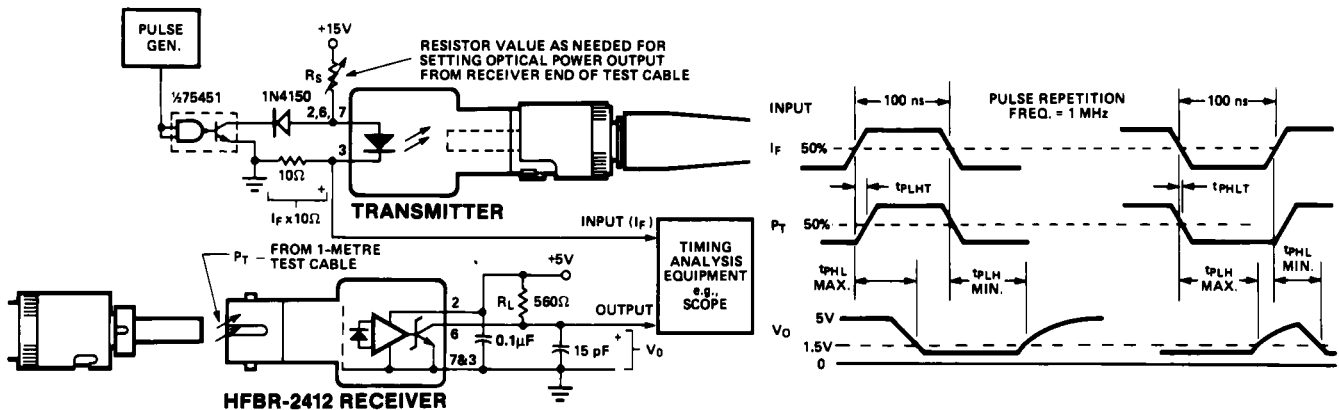 PULSE
GEN.
+15V
RESISTOR VALUE AS NEEDED FOR
SETTING OPTICAL POWER OUTPUT
FROM RECEIVER END OF TEST CABLE
RS
½75451
1N4150
2,6,
7
3
10Ω
+
IF x 10Ω
TRANSMITTER
INPUT (IF)
TIMING
ANALYSIS
EQUIPMENT
e.g.,
SCOPE
PT –
FROM 1-METRE
TEST CABLE
+5V
RL
560Ω
2
6
7&3
0.1µF
15 pF
OUTPUT
+
VO
–
HFBR-2412 RECEIVER
INPUT
100 ns
PULSE REPETITION
FREQ. = 1 MHz
100 ns
IF 50%
tPLHT
tPHLT
PT 50%
tPHL
MAX.
tPLH
MIN.
tPLH
MAX.
tPHL
MIN.
5V
VO
1.5V
0